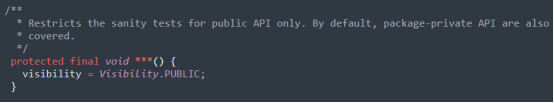 /**
* Restricts the sanity tests for public API only. By default, package-private API are also
* covered.
*/
protected final void ***() {
visibility = Visibility.PUBLIC;
}